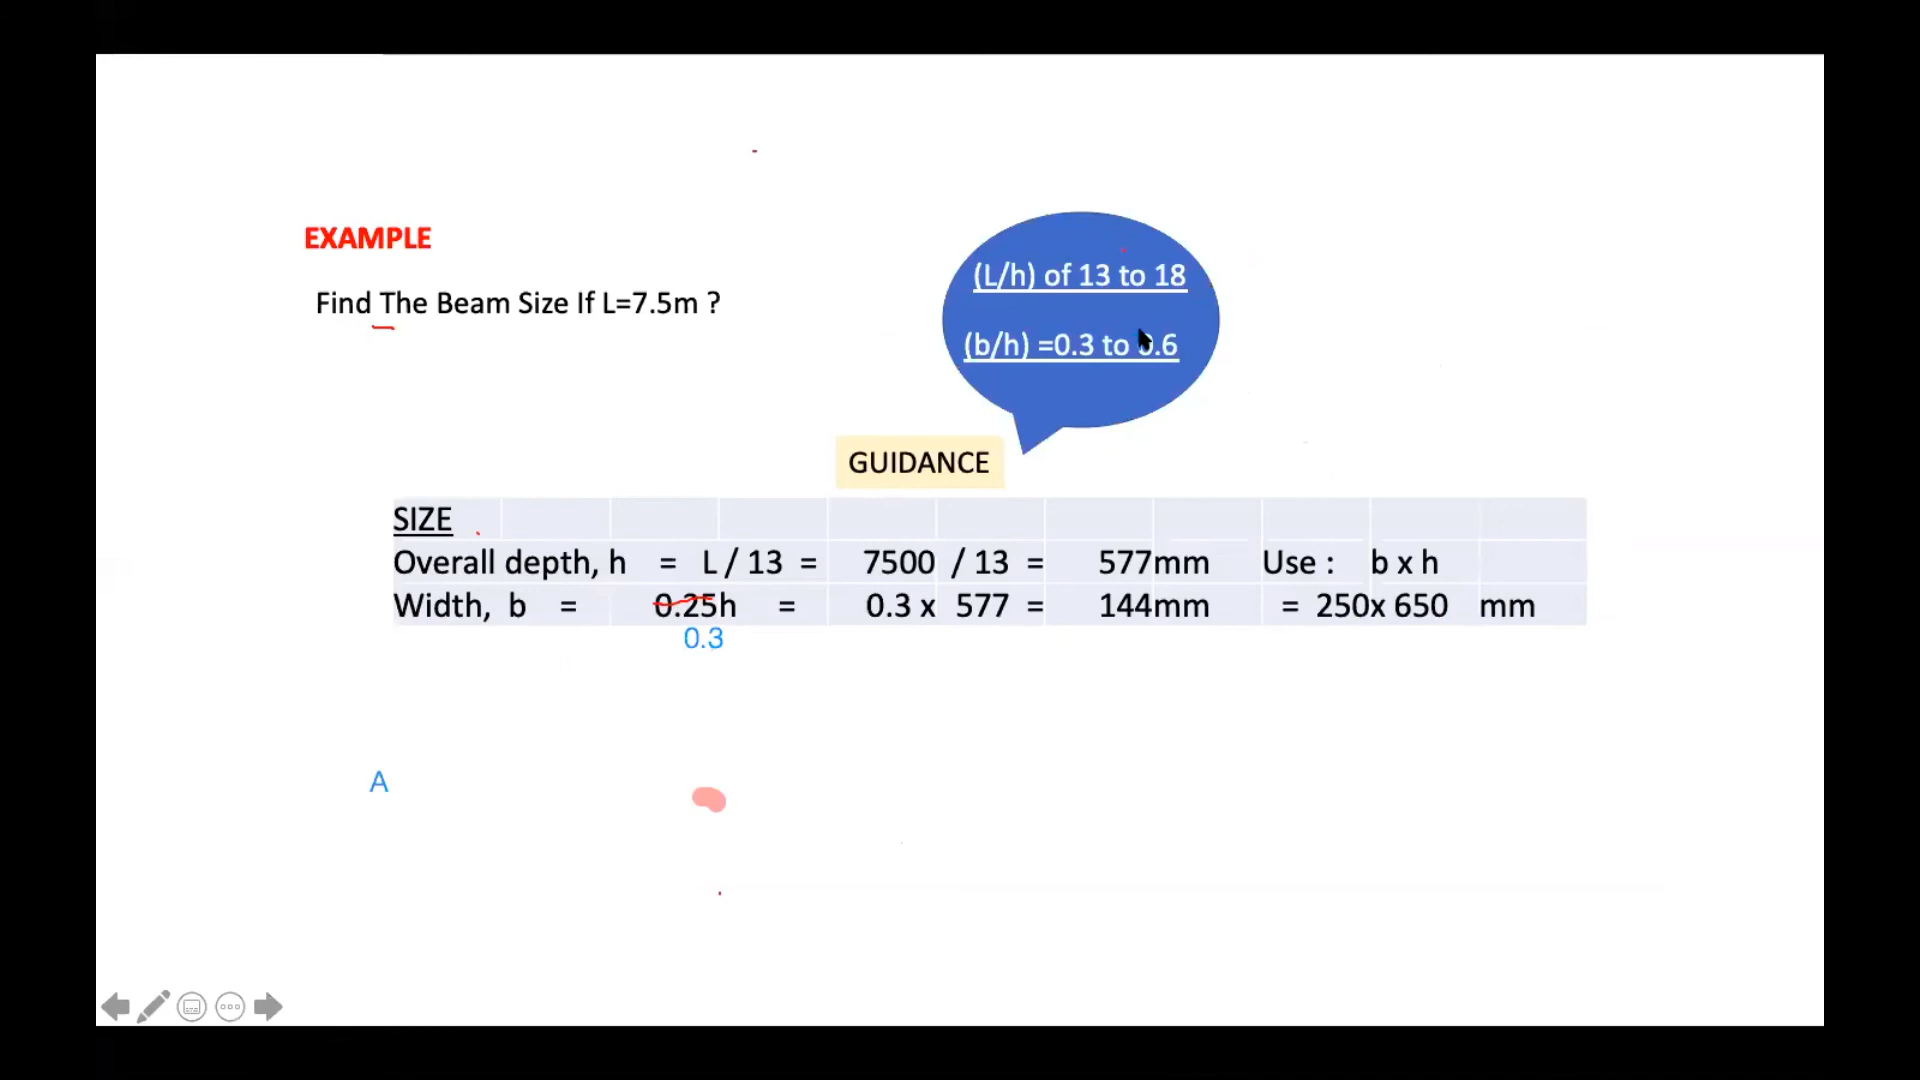 EXAMPLE
Find The Beam Size If L=7.5m ?
(L/h) of 13 to 18
(b/h) =0.3 to 0.6
GUIDANCE
SIZE
Overall depth, h = L / 13 = 7500 / 13 = 577mm Use : b x h
Width, b = 0.25h = 0.3 x 577 = 144mm = 250x 650 mm
0.3
A